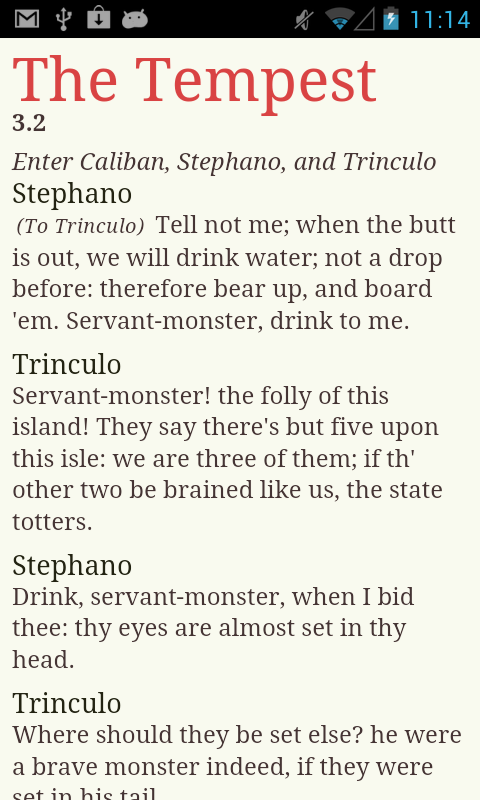 11:14
The Tempest
3.2
Enter Caliban, Stephano, and Trinculo
Stephano
(To Trinculo) Tell not me; when the butt
is out, we will drink water; not a drop
before: therefore bear up, and board
'em. Servant-monster, drink to me.
Trinculo
Servant-monster! the folly of this
island! They say there's but five upon
this isle: we are three of them; if th'
other two be brained like us, the state
totters.
Stephano
Drink, servant-monster, when I bid
thee: thy eyes are almost set in thy
head.
Trinculo
Where should they be set else? he were
a brave monster indeed, if they were
set in his tail